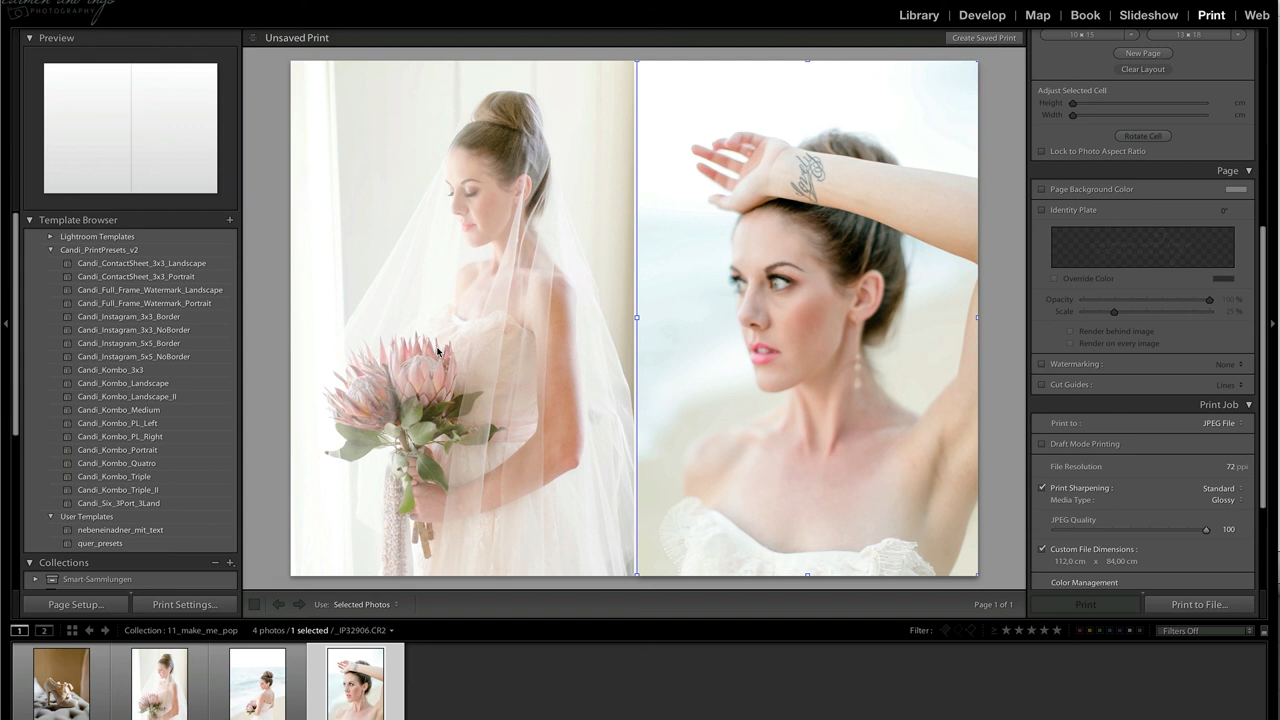 PHOTOGRAPHY
Library | Develop | Map | Book | Slideshow | Print | Web
Preview
Unsaved Print
Create Saved Print
10 × 15
13 × 18
New Page
Clear Layout
Adjust Selected Cell
Height
cm
Width
cm
Rotate Cell
Lock to Photo Aspect Ratio
Page
Page Background Color
Identity Plate
0°
Override Color
Opacity
100 %
Scale
25 %
Render behind image
Render on every image
Watermarking :
None
Cut Guides :
Lines
Print Job
Print to :
JPEG File
Draft Mode Printing
File Resolution
72 ppi
Print Sharpening :
Standard
Media Type :
Glossy
JPEG Quality
100
Custom File Dimensions :
112,0 cm x 84,00 cm
Color Management
Print
Print to File...
Template Browser
Lightroom Templates
Candi_PrintPresets_v2
Candi_ContactSheet_3x3_Landscape
Candi_ContactSheet_3x3_Portrait
Candi_Full_Frame_Watermark_Landscape
Candi_Full_Frame_Watermark_Portrait
Candi_Instagram_3x3_Border
Candi_Instagram_3x3_NoBorder
Candi_Instagram_5x5_Border
Candi_Instagram_5x5_NoBorder
Candi_Kombo_3x3
Candi_Kombo_Landscape
Candi_Kombo_Landscape_II
Candi_Kombo_Medium
Candi_Kombo_PL_Left
Candi_Kombo_PL_Right
Candi_Kombo_Portrait
Candi_Kombo_Quatro
Candi_Kombo_Triple
Candi_Kombo_Triple_II
Candi_Six_3Port_3Land
User Templates
nebeneinadner_mit_text
quer_presets
Collections
Smart-Sammlungen
Page Setup...
Print Settings...
Use: Selected Photos
Page 1 of 1
1
2
Collection : 11_make_me_pop
4 photos / 1 selected / _IP32906.CR2
Filter :
Filters Off